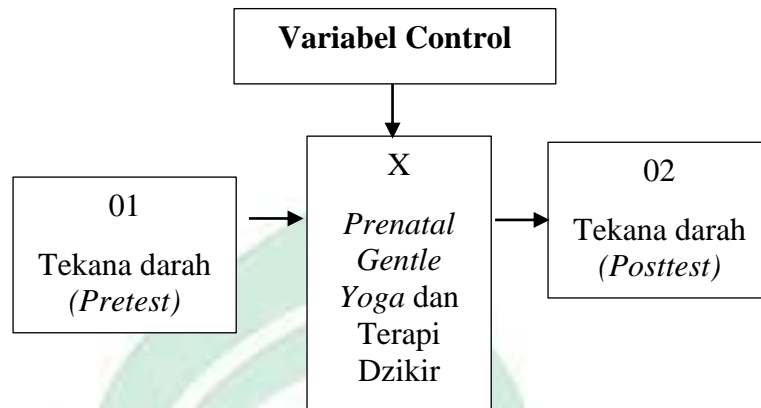 Variabel Control
01
Tekana darah
(Pretest)
X
Prenatal
Gentle
Yoga dan
Terapi
Dzikir
02
Tekana darah
(Posttest)